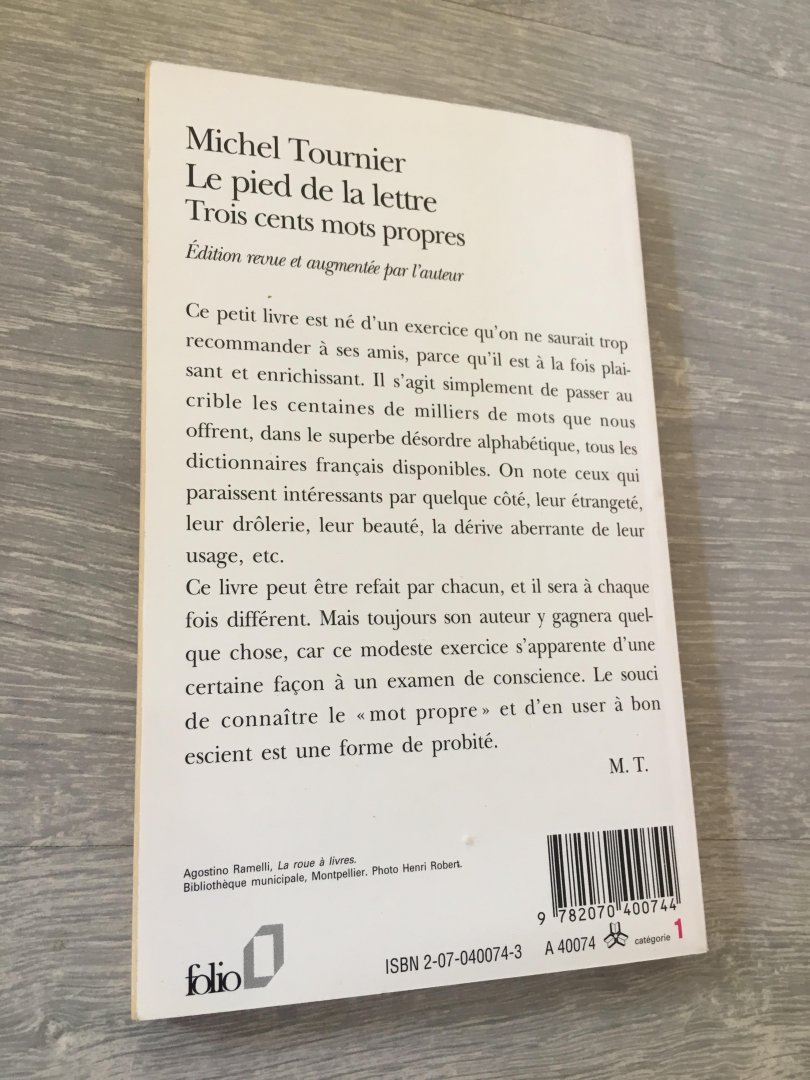 Michel Tournier
Le pied de la lettre
Trois cents mots propres
Édition revue et augmentée par l'auteur
Ce petit livre est né d'un exercice qu'on ne saurait trop
recommander à ses amis, parce qu'il est à la fois plai-
sant et enrichissant. Il s'agit simplement de passer au
crible les centaines de milliers de mots que nous
offrent, dans le superbe désordre alphabétique, tous les
dictionnaires français disponibles. On note ceux qui
paraissent intéressants par quelque côté, leur étrangeté,
leur drôlerie, leur beauté, la dérive aberrante de leur
usage, etc.
Ce livre peut être refait par chacun, et il sera à chaque
fois différent. Mais toujours son auteur y gagnera quel-
que chose, car ce modeste exercice s'apparente d'une
certaine façon à un examen de conscience. Le souci
de connaître le « mot propre » et d'en user à bon
escient est une forme de probité.
M. T.
Agostino Ramelli, La roue à livres.
Bibliothèque municipale, Montpellier. Photo Henri Robert.
9 782070 400744
folio
ISBN 2-07-040074-3 A 40074 catégorie 1